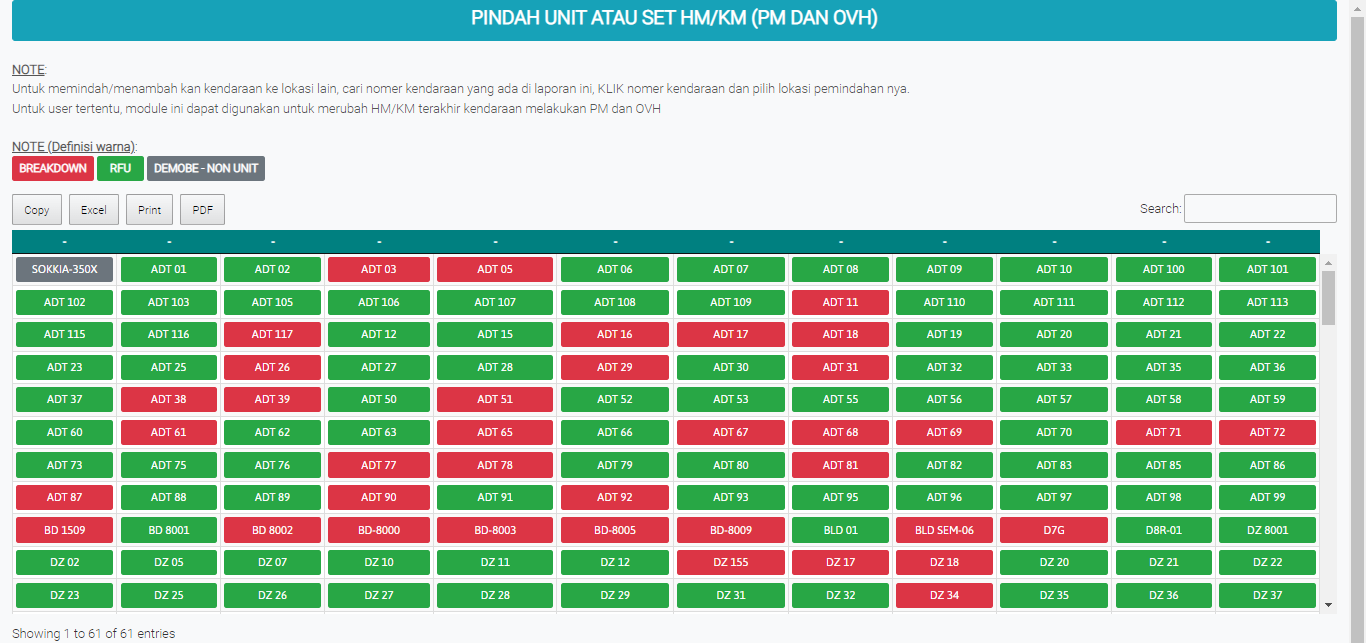 PINDAH UNIT ATAU SET HM/KM (PM DAN OVH)
NOTE:
Untuk memindah/menambah kan kendaraan ke lokasi lain, cari nomer kendaraan yang ada di laporan ini, KLIK nomer kendaraan dan pilih lokasi pemindahan nya.
Untuk user tertentu, module ini dapat digunakan untuk merubah HM/KM terakhir kendaraan melakukan PM dan OVH
NOTE (Definisi warna):
BREAKDOWN RFU DEMOBE - NON UNIT
Copy Excel Print PDF Search:
- - - - - - - - - - - -
SOKKIA-350X ADT 01 ADT 02 ADT 03 ADT 05 ADT 06 ADT 07 ADT 08 ADT 09 ADT 10 ADT 100 ADT 101
ADT 102 ADT 103 ADT 105 ADT 106 ADT 107 ADT 108 ADT 109 ADT 11 ADT 110 ADT 111 ADT 112 ADT 113
ADT 115 ADT 116 ADT 117 ADT 12 ADT 15 ADT 16 ADT 17 ADT 18 ADT 19 ADT 20 ADT 21 ADT 22
ADT 23 ADT 25 ADT 26 ADT 27 ADT 28 ADT 29 ADT 30 ADT 31 ADT 32 ADT 33 ADT 35 ADT 36
ADT 37 ADT 38 ADT 39 ADT 50 ADT 51 ADT 52 ADT 53 ADT 55 ADT 56 ADT 57 ADT 58 ADT 59
ADT 60 ADT 61 ADT 62 ADT 63 ADT 65 ADT 66 ADT 67 ADT 68 ADT 69 ADT 70 ADT 71 ADT 72
ADT 73 ADT 75 ADT 76 ADT 77 ADT 78 ADT 79 ADT 80 ADT 81 ADT 82 ADT 83 ADT 85 ADT 86
ADT 87 ADT 88 ADT 89 ADT 90 ADT 91 ADT 92 ADT 93 ADT 95 ADT 96 ADT 97 ADT 98 ADT 99
BD 1509 BD 8001 BD 8002 BD-8000 BD-8003 BD-8005 BD-8009 BLD 01 BLD SEM-06 D7G D8R-01 DZ 8001
DZ 02 DZ 05 DZ 07 DZ 10 DZ 11 DZ 12 DZ 155 DZ 17 DZ 18 DZ 20 DZ 21 DZ 22
DZ 23 DZ 25 DZ 26 DZ 27 DZ 28 DZ 29 DZ 31 DZ 32 DZ 34 DZ 35 DZ 36 DZ 37
Showing 1 to 61 of 61 entries